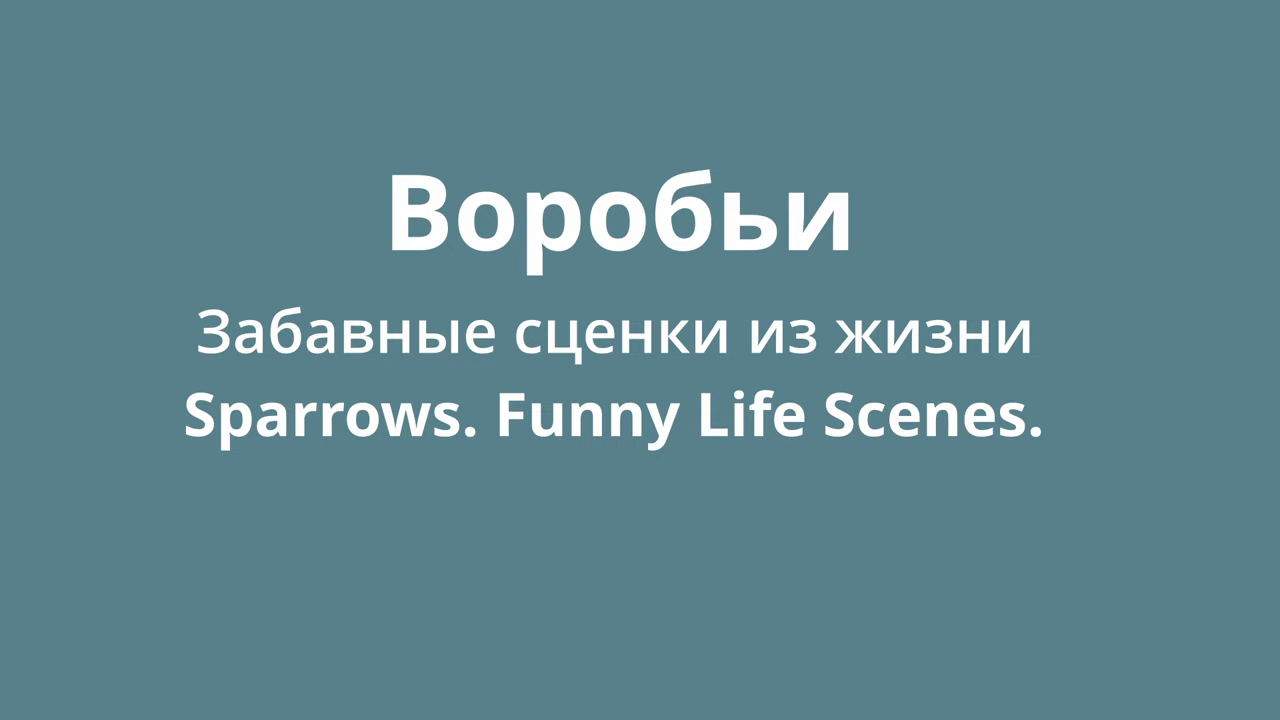 Воробьи
Забавные сценки из жизни
Sparrows. Funny Life Scenes.